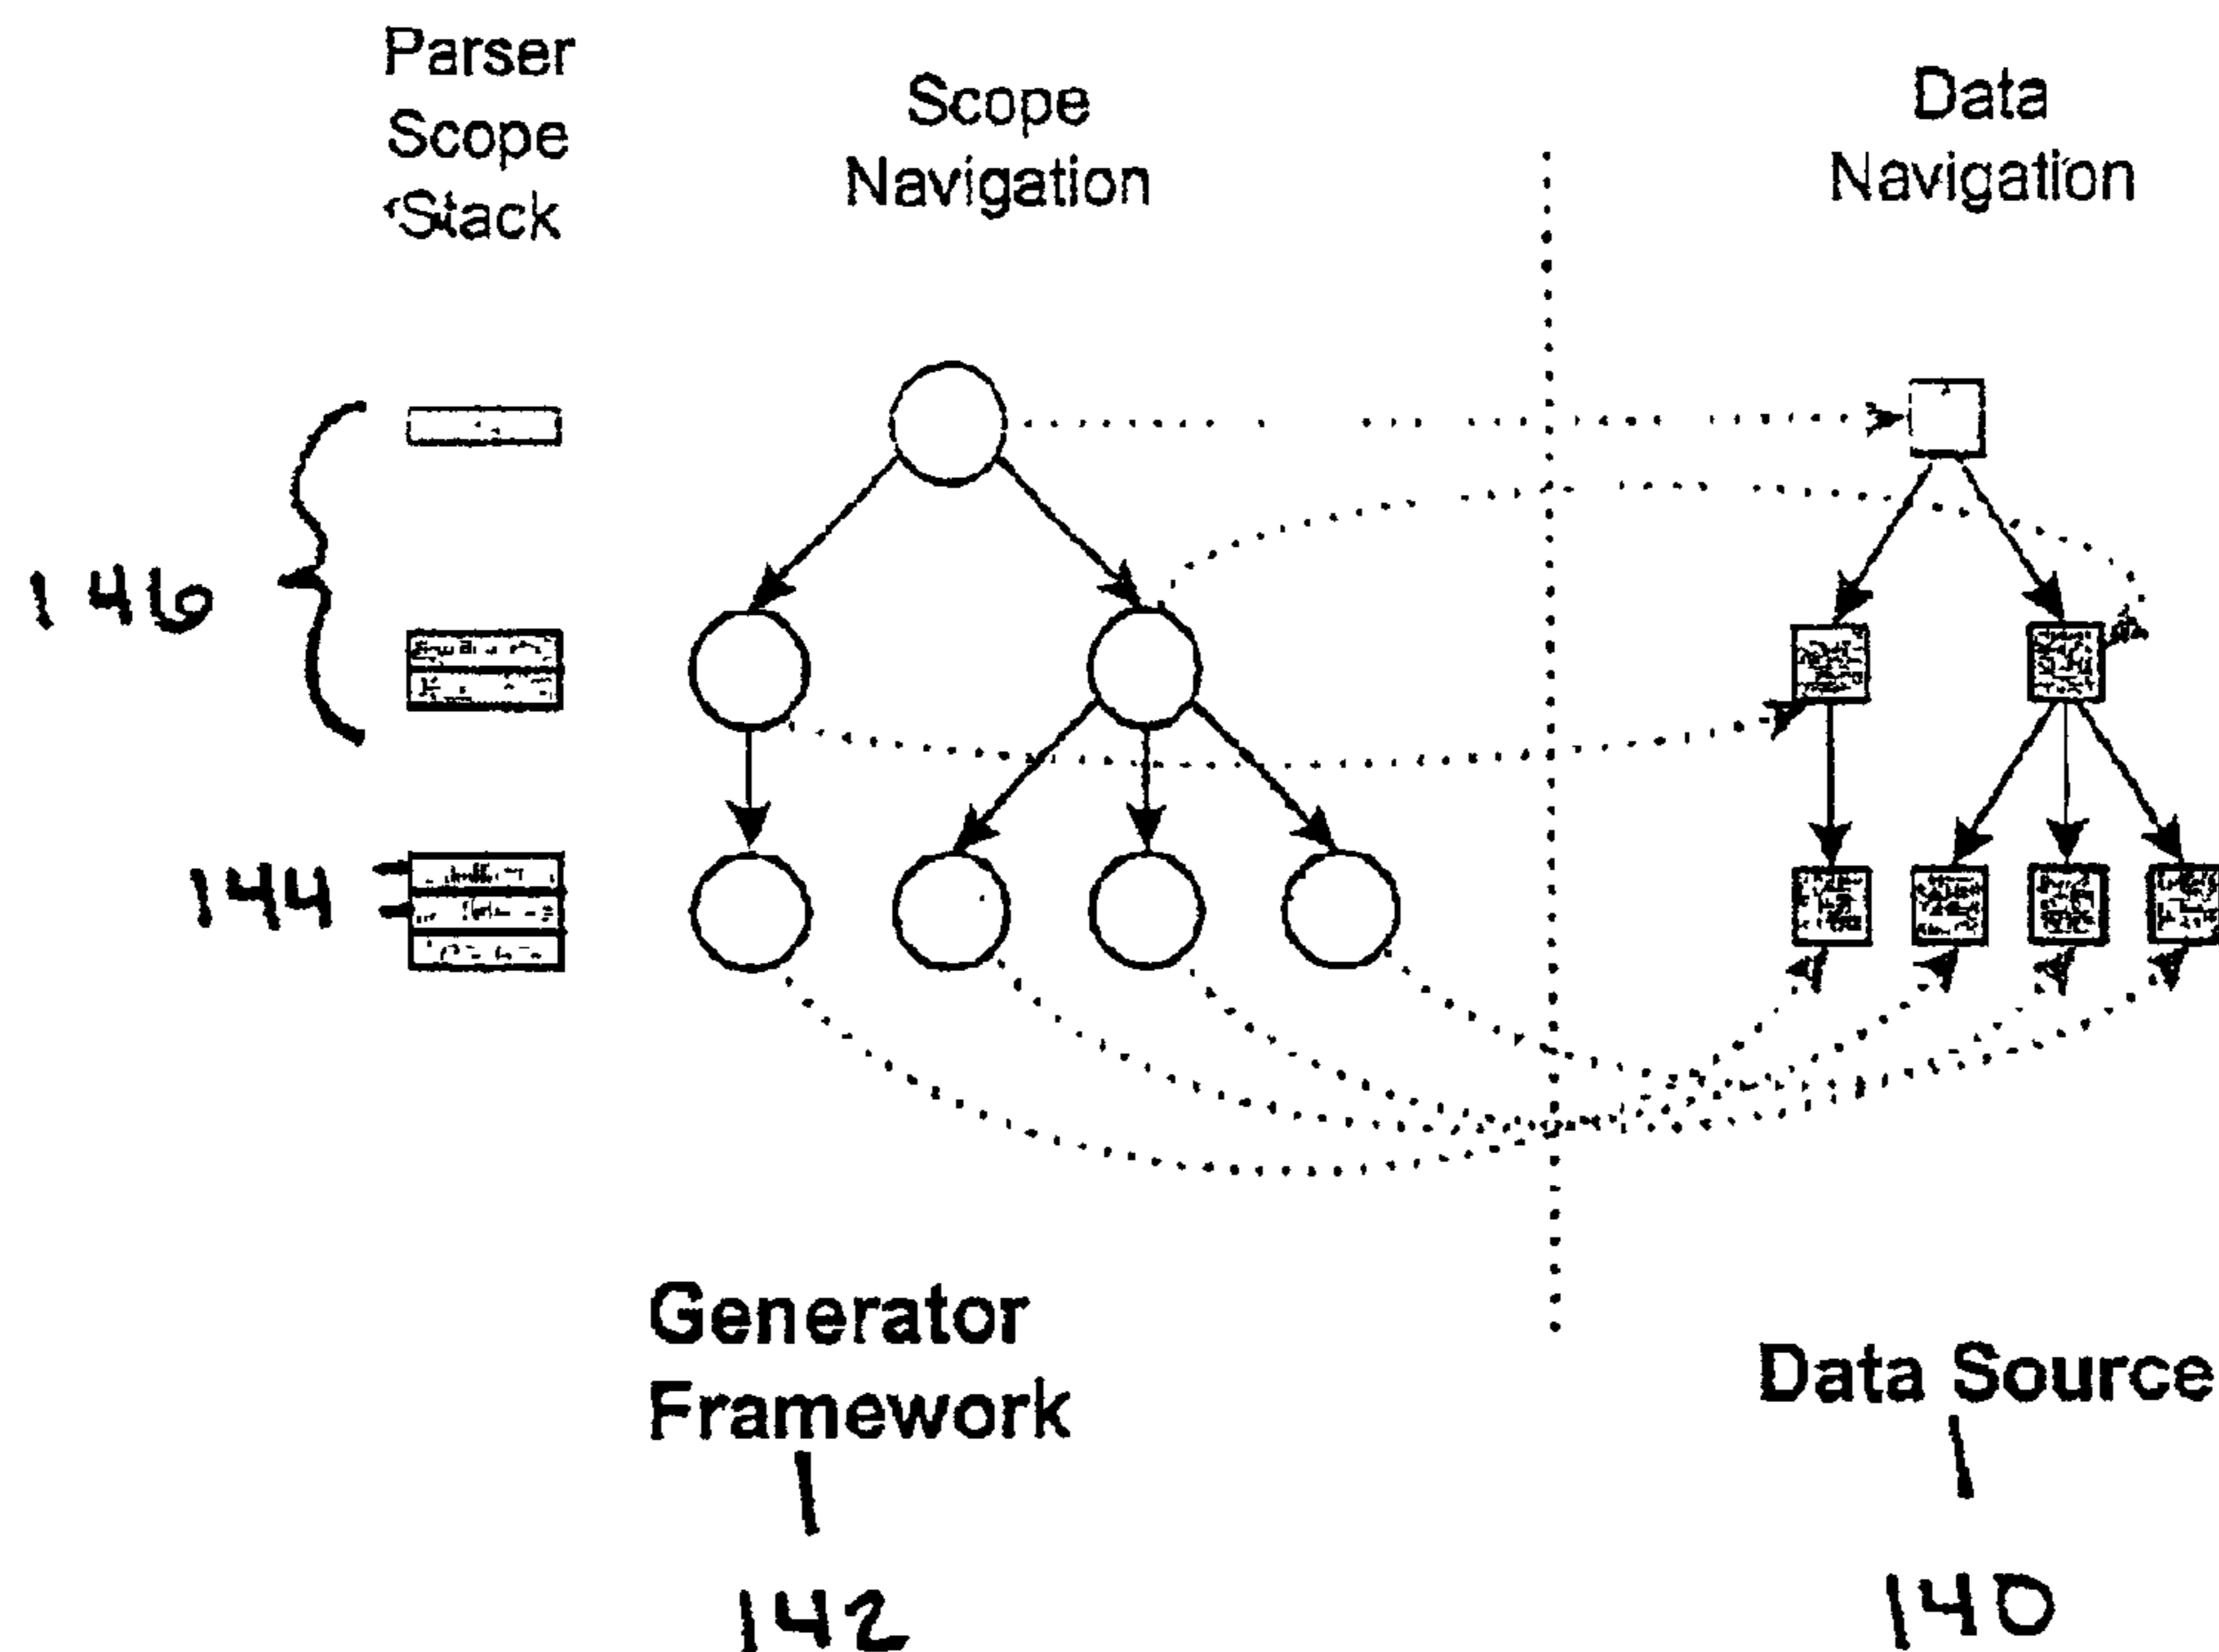 Parser
Scope
Stack
Scope
Navigation
Data
Navigation
146
144
Generator
Framework
142
Data Source
140